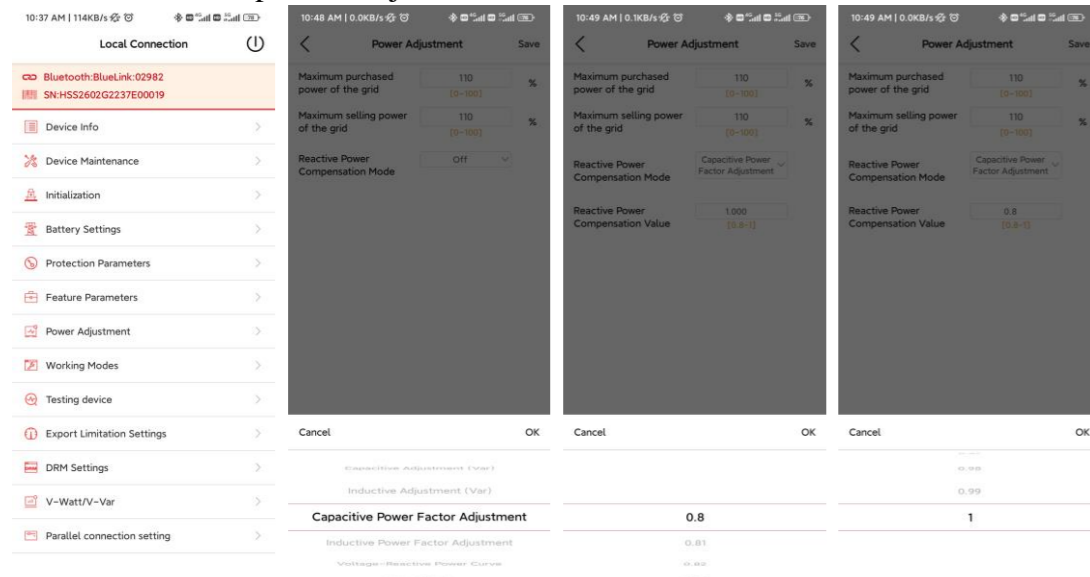 10:37 AM | 114KB/s
Local Connection
Bluetooth:BlueLink:02982
SN:HSS2602G2237E00019
Device Info
Device Maintenance
Initialization
Battery Settings
Protection Parameters
Feature Parameters
Power Adjustment
Working Modes
Testing device
Export Limitation Settings
DRM Settings
V-Watt/V-Var
Parallel connection setting
10:48 AM | 0.0KB/s
Power Adjustment
Save
Maximum purchased
power of the grid
110
%
[0~100]
Maximum selling power
of the grid
110
%
[0~100]
Reactive Power
Compensation Mode
Off
Cancel
OK
Capacitive Adjustment (Var)
Inductive Adjustment (Var)
Capacitive Power Factor Adjustment
Inductive Power Factor Adjustment
Voltage-Reactive Power Curve
10:49 AM | 0.1KB/s
Power Adjustment
Save
Maximum purchased
power of the grid
110
%
[0~100]
Maximum selling power
of the grid
110
%
[0~100]
Reactive Power
Compensation Mode
Capacitive Power
Factor Adjustment
Reactive Power
Compensation Value
1.000
[0.8~1]
Cancel
OK
0.8
0.81
0.82
10:49 AM | 0.0KB/s
Power Adjustment
Save
Maximum purchased
power of the grid
110
%
[0~100]
Maximum selling power
of the grid
110
%
[0~100]
Reactive Power
Compensation Mode
Capacitive Power
Factor Adjustment
Reactive Power
Compensation Value
0.8
[0.8~1]
Cancel
OK
0.98
0.99
1